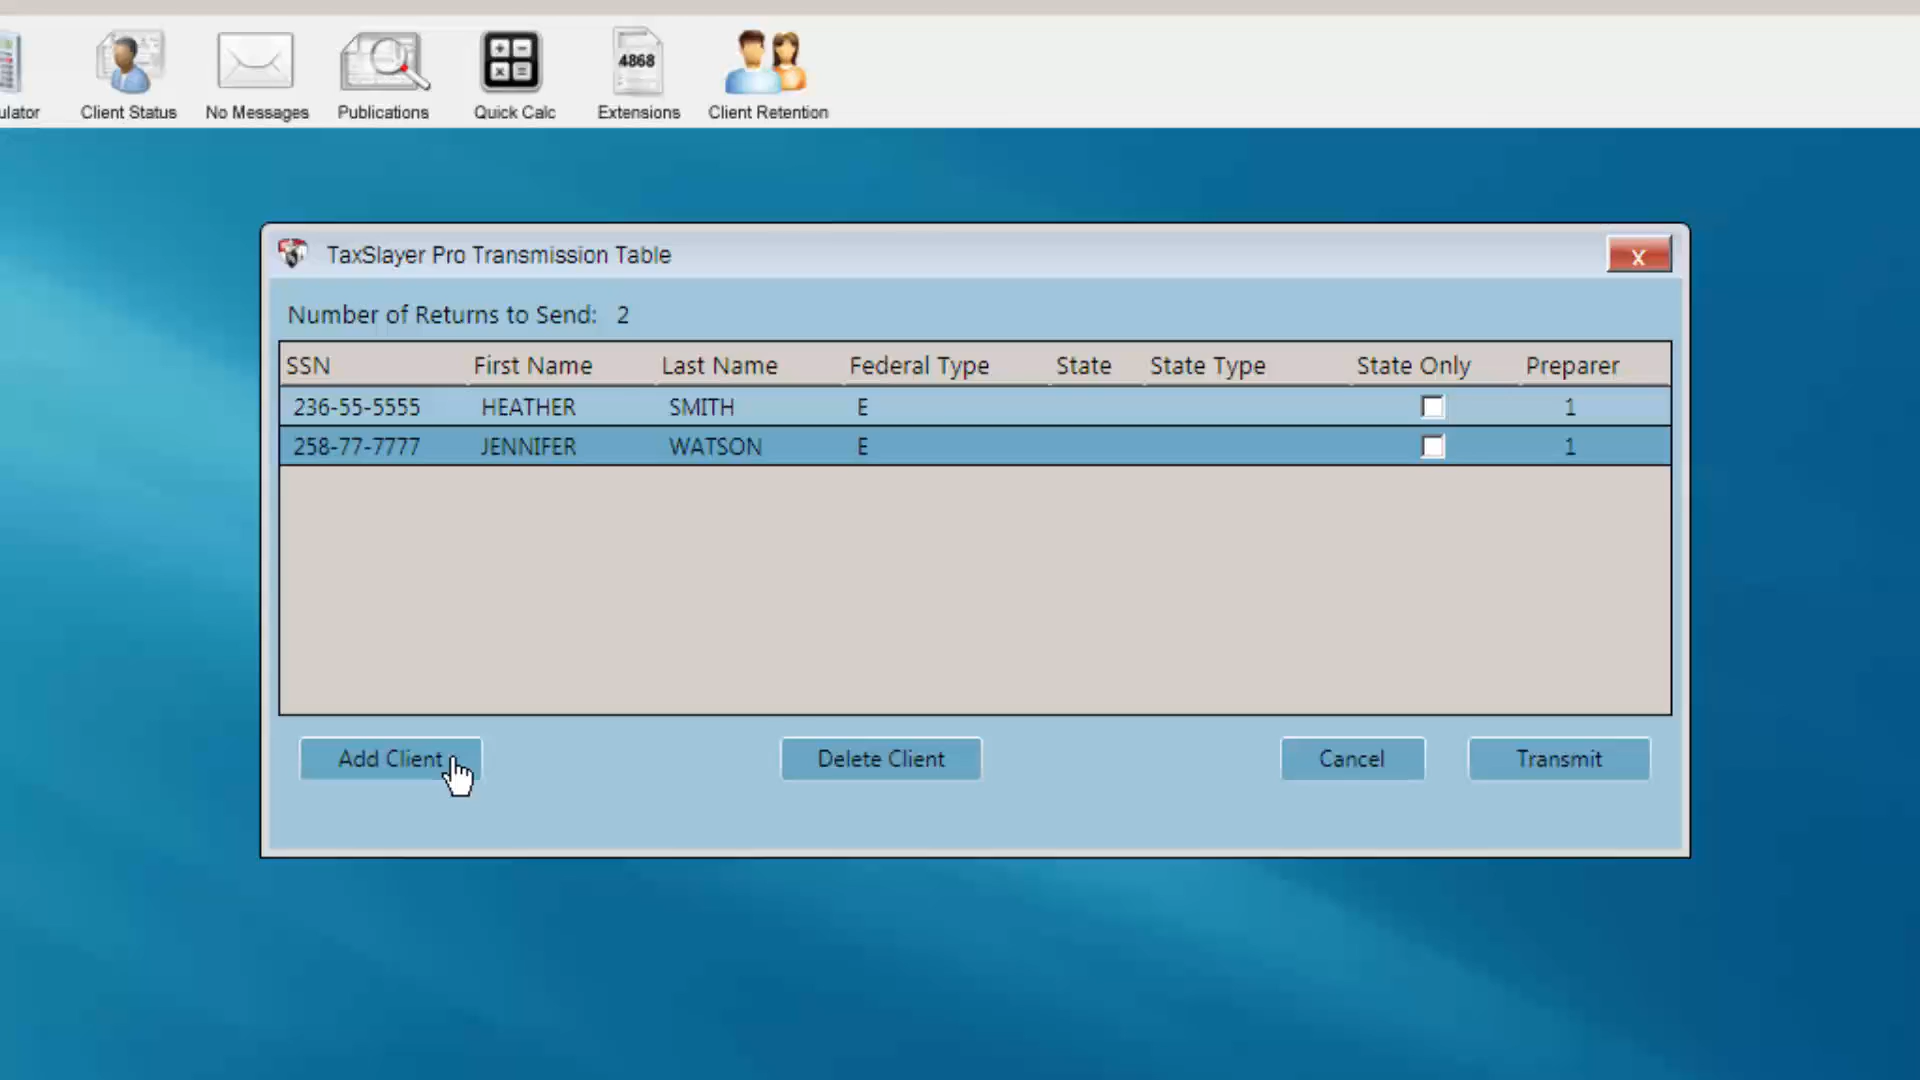 4868
Client Status No Messages Publications Quick Calc Extensions Client Retention
TaxSlayer Pro Transmission Table x
Number of Returns to Send: 2
SSN First Name Last Name Federal Type State State Type State Only Preparer
236-55-5555 HEATHER SMITH E 1
258-77-7777 JENNIFER WATSON E 1
Add Client Delete Client Cancel Transmit